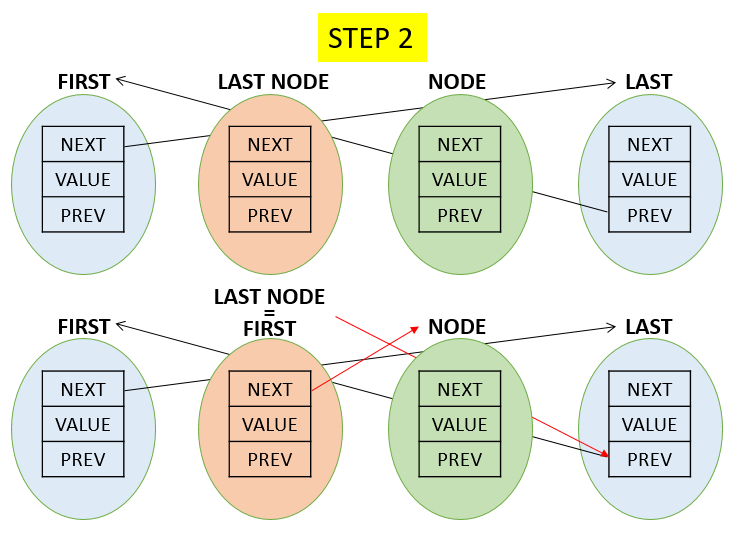 STEP 2
FIRST
LAST NODE
NODE
LAST
NEXT
VALUE
PREV
NEXT
VALUE
PREV
NEXT
VALUE
PREV
NEXT
VALUE
PREV
FIRST
LAST NODE
=
FIRST
NODE
LAST
NEXT
VALUE
PREV
NEXT
VALUE
PREV
NEXT
VALUE
PREV
NEXT
VALUE
PREV